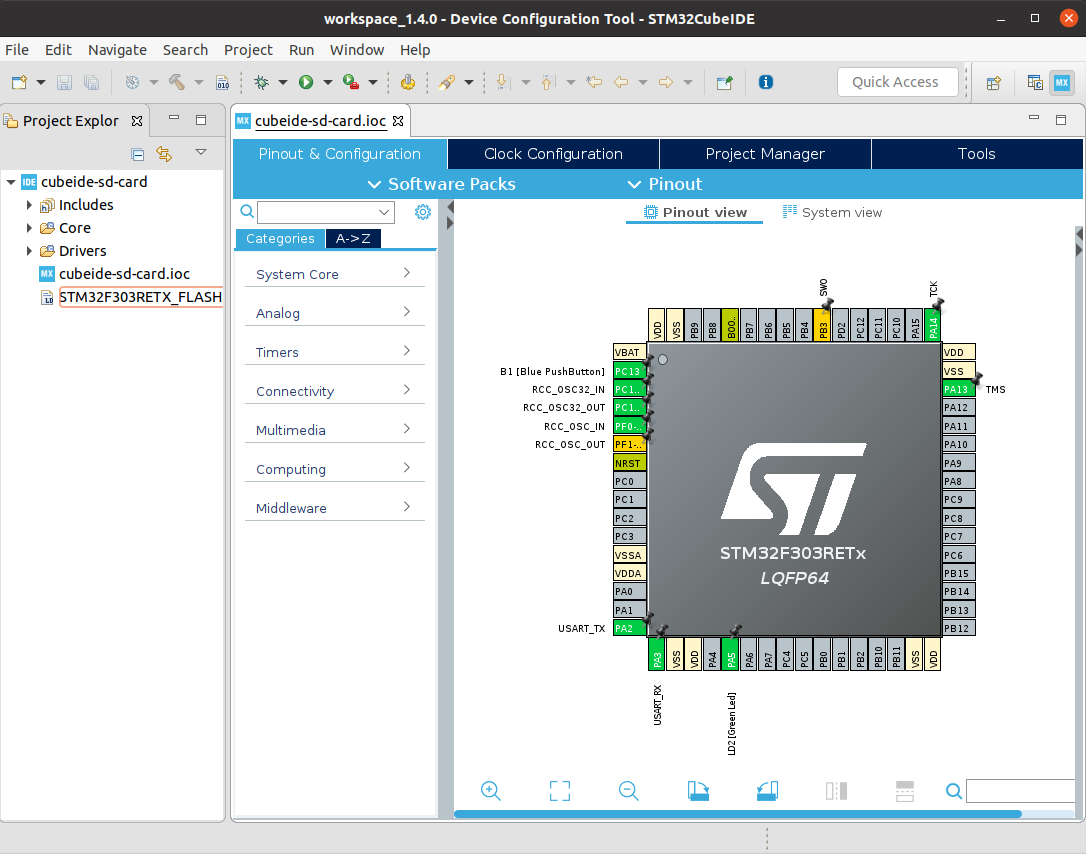 workspace_1.4.0 - Device Configuration Tool - STM32CubeIDE
File Edit Navigate Search Project Run Window Help
010
Quick Access
MX
Project Explor
MX cubeide-sd-card.ioc
Pinout & Configuration
Clock Configuration
Project Manager
Tools
Software Packs
Pinout
IDE cubeide-sd-card
Includes
Core
Drivers
MX cubeide-sd-card.ioc
LD STM32F303RETX_FLASH
Categories
A->Z
System Core
Analog
Timers
Connectivity
Multimedia
Computing
Middleware
Pinout view
System view
SWO
TCK
VDD
VSS
PB9
PB8
BOO..
PB7
PB6
PB5
PB4
PB3
PD2
PC12
PC11
PC10
PA15
PA14
B1 [Blue PushButton]
RCC_OSC32_IN
RCC_OSC32_OUT
RCC_OSC_IN
RCC_OSC_OUT
USART_TX
VBAT
PC13
PC1..
PC1..
PF0-..
PF1-..
NRST
PC0
PC1
PC2
PC3
VSSA
VDDA
PA0
PA1
PA2
ST
STM32F303RETx
LQFP64
VDD
VSS
PA13
PA12
PA11
PA10
PA9
PA8
PC9
PC8
PC7
PC6
PB15
PB14
PB13
PB12
TMS
PA3
VSS
VDD
PA4
PA5
PA6
PA7
PC4
PC5
PB0
PB1
PB2
PB10
PB11
VSS
VDD
USART_RX
LD2 [Green Led]